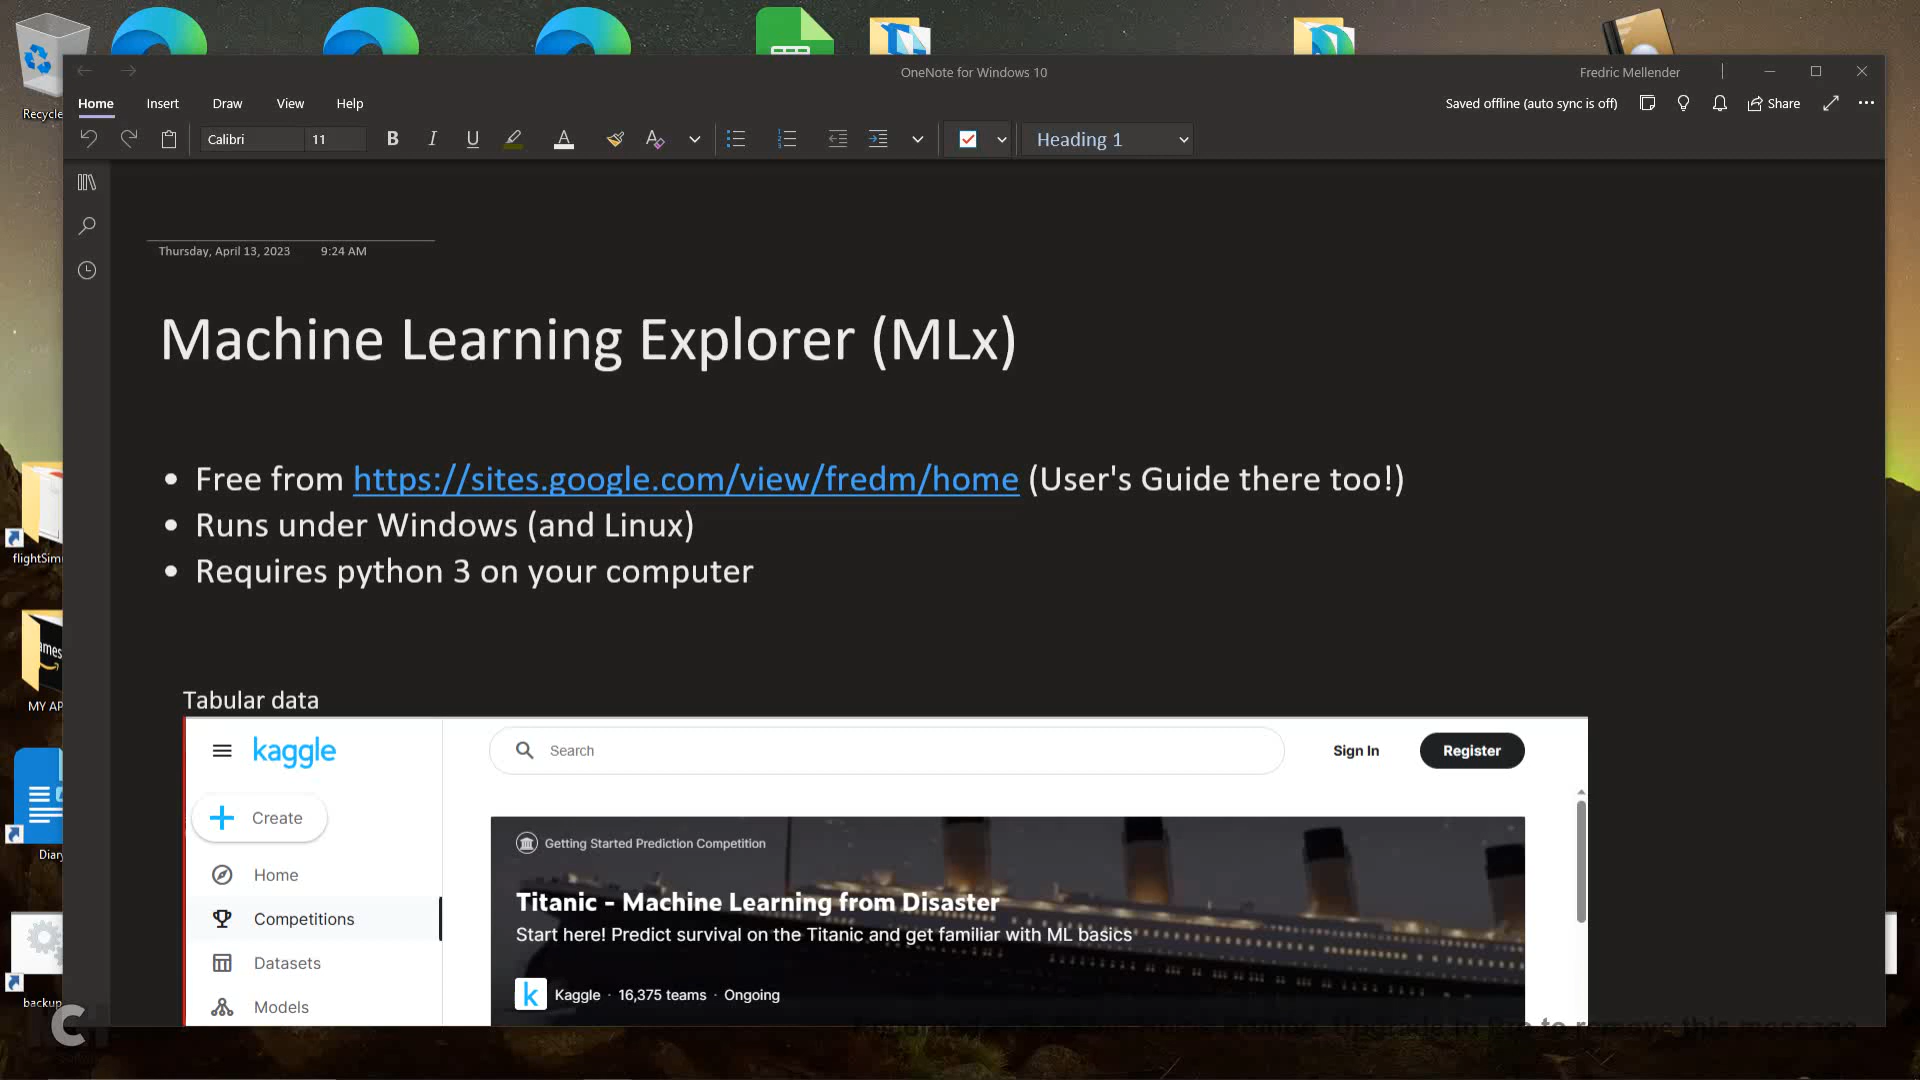 Recycle
OneNote for Windows 10
Fredric Mellender
Home
Insert
Draw
View
Help
Saved offline (auto sync is off)
Share
Calibri
11
B
I
U
A
Heading 1
Thursday, April 13, 2023
9:24 AM
Machine Learning Explorer (MLx)
Free from https://sites.google.com/view/fredm/home (User's Guide there too!)
Runs under Windows (and Linux)
Requires python 3 on your computer
flightSim
MY AP
Diary
backup
Tabular data
kaggle
Search
Sign In
Register
Create
Home
Competitions
Datasets
Models
Getting Started Prediction Competition
Titanic - Machine Learning from Disaster
Start here! Predict survival on the Titanic and get familiar with ML basics
k
Kaggle · 16,375 teams · Ongoing
this message